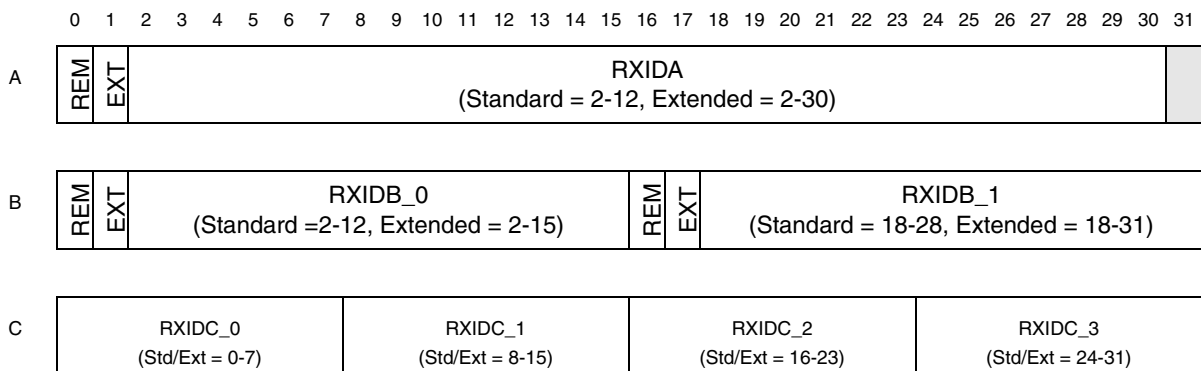 0 1 2 3 4 5 6 7 8 9 10 11 12 13 14 15 16 17 18 19 20 21 22 23 24 25 26 27 28 29 30 31
A
REM
EXT
RXIDA
(Standard = 2-12, Extended = 2-30)
B
REM
EXT
RXIDB_0
(Standard =2-12, Extended = 2-15)
REM
EXT
RXIDB_1
(Standard = 18-28, Extended = 18-31)
C
RXIDC_0
(Std/Ext = 0-7)
RXIDC_1
(Std/Ext = 8-15)
RXIDC_2
(Std/Ext = 16-23)
RXIDC_3
(Std/Ext = 24-31)